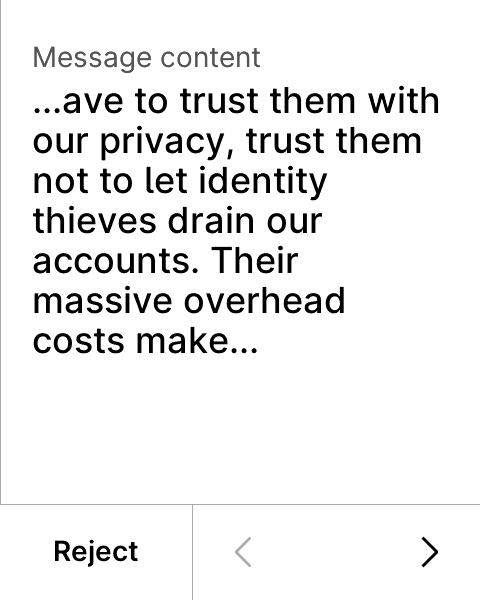 Message content
...ave to trust them with
our privacy, trust them
not to let identity
thieves drain our
accounts. Their
massive overhead
costs make...
Reject